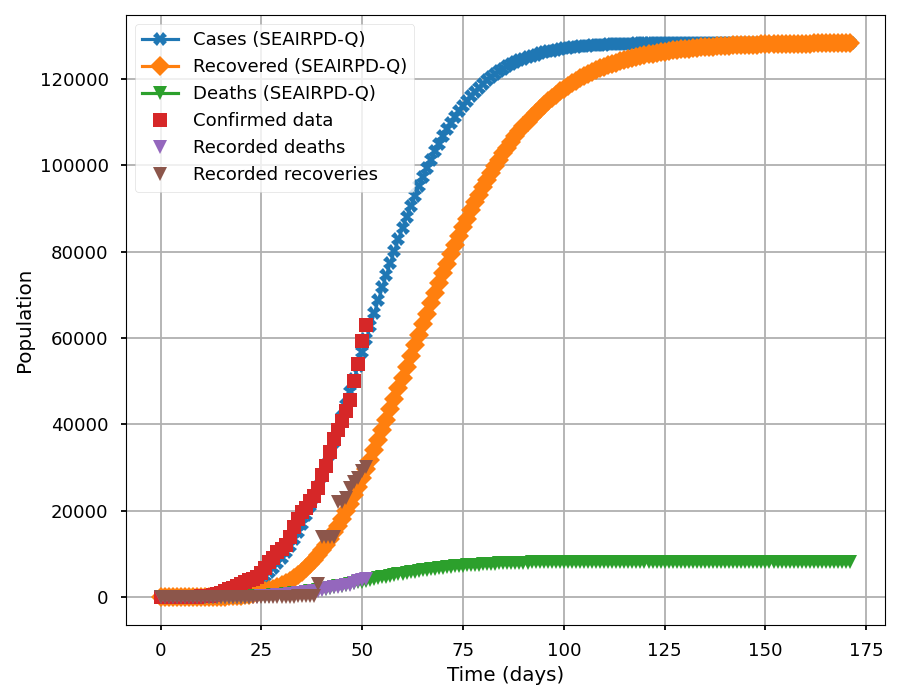 Cases (SEAIRPD-Q)
Recovered (SEAIRPD-Q)
Deaths (SEAIRPD-Q)
Confirmed data
Recorded deaths
Recorded recoveries
Population
120000
100000
80000
60000
40000
20000
0
0 25 50 75 100 125 150 175
Time (days)